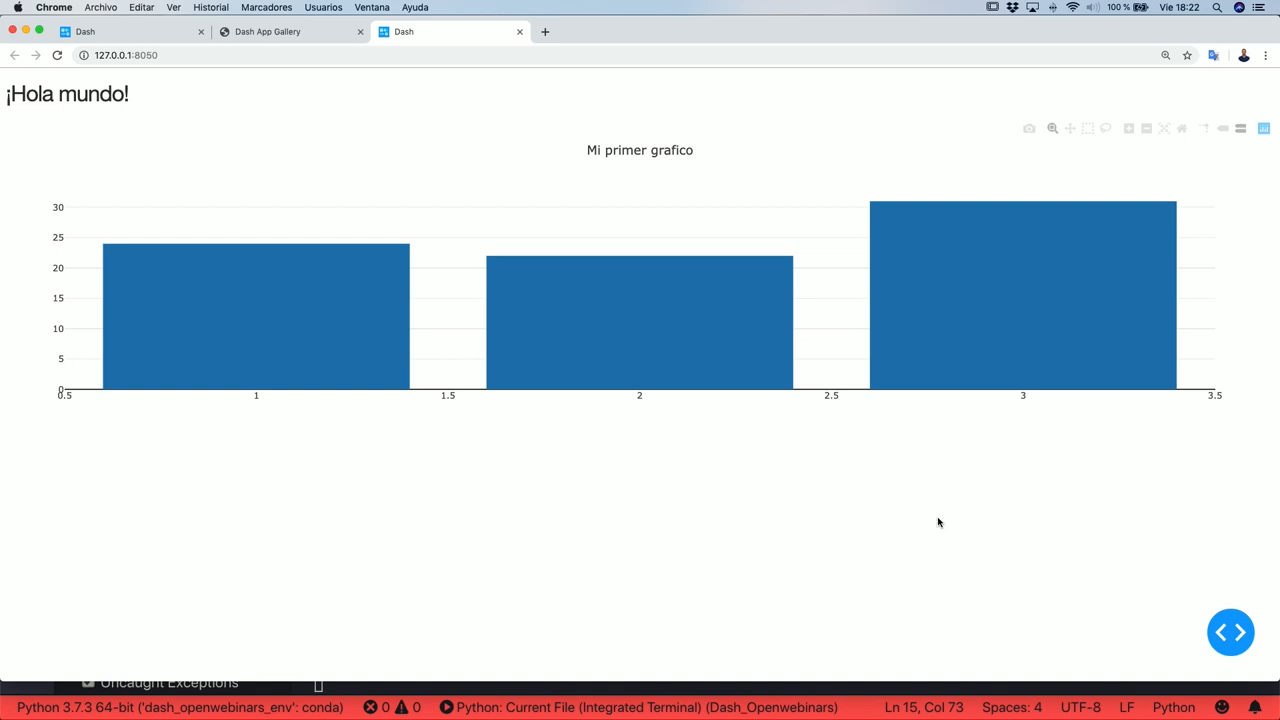 Chrome Archivo Editar Ver Historial Marcadores Usuarios Ventana Ayuda 100 % Vie 18:22
Dash Dash App Gallery Dash
127.0.0.1:8050
¡Hola mundo!
Mi primer grafico
30
25
20
15
10
5
0
0.5 1 1.5 2 2.5 3 3.5
Uncaught Exceptions
Python 3.7.3 64-bit ('dash_openwebinars_env': conda) 0 0 Python: Current File (Integrated Terminal) (Dash_Openwebinars) Ln 15, Col 73 Spaces: 4 UTF-8 LF Python